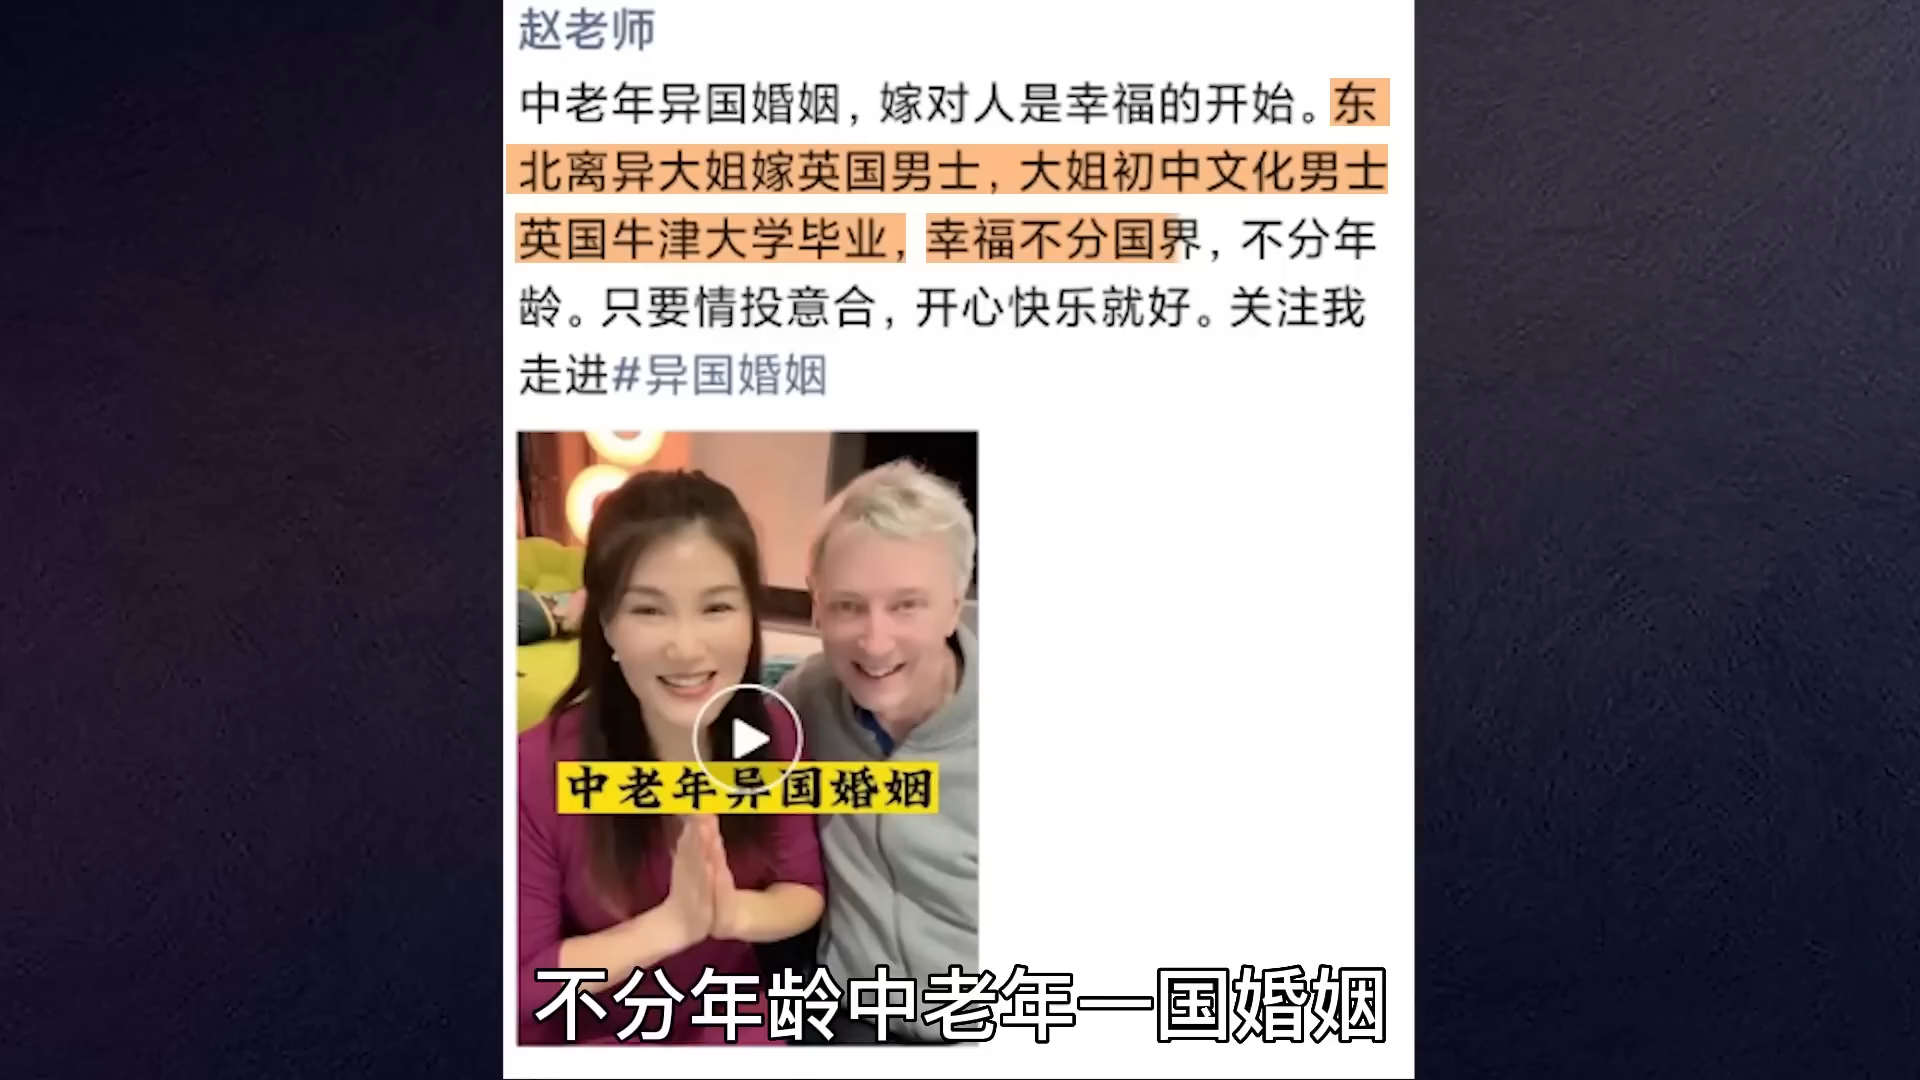 赵老师
中老年异国婚姻，嫁对人是幸福的开始。东
北离异大姐嫁英国男士，大姐初中文化男士
英国牛津大学毕业，幸福不分国界，不分年
龄。只要情投意合，开心快乐就好。关注我
走进#异国婚姻
中老年异国婚姻
不分年龄中老年一国婚姻